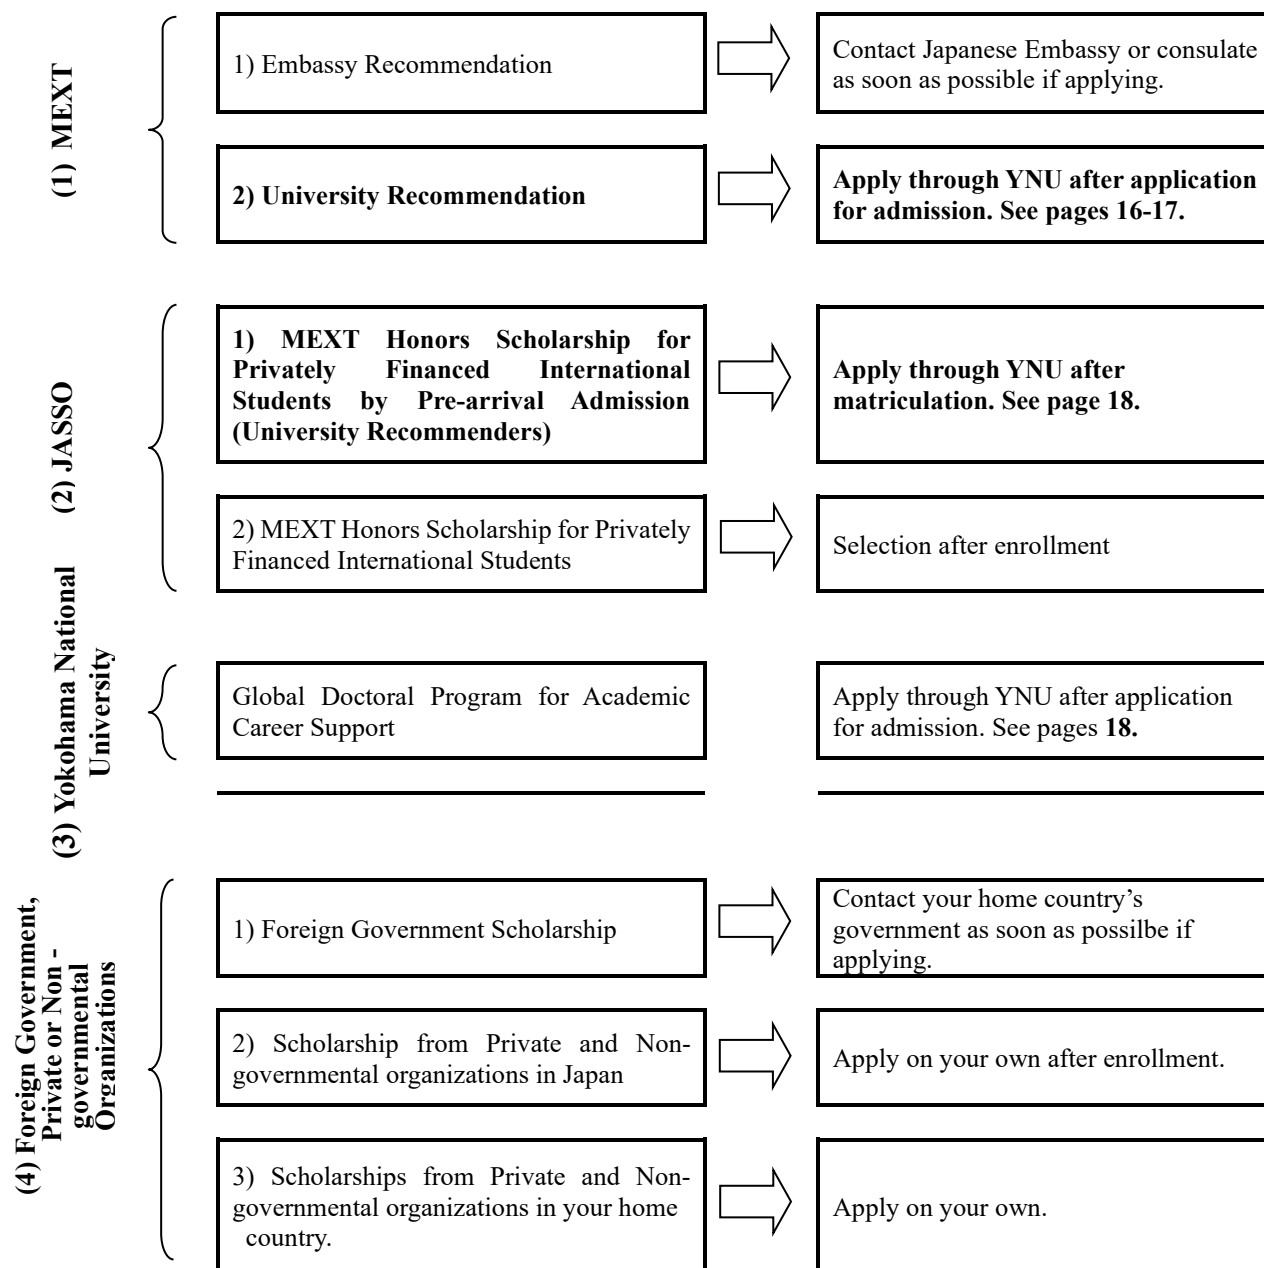 (1) MEXT
1) Embassy Recommendation
Contact Japanese Embassy or consulate
as soon as possible if applying.
2) University Recommendation
Apply through YNU after application
for admission. See pages 16-17.
(2) JASSO
1) MEXT Honors Scholarship for
Privately Financed International
Students by Pre-arrival Admission
(University Recommenders)
Apply through YNU after
matriculation. See page 18.
2) MEXT Honors Scholarship for Privately
Financed International Students
Selection after enrollment
(3) Yokohama National
University
Global Doctoral Program for Academic
Career Support
Apply through YNU after application
for admission. See pages 18.
(4) Foreign Government,
Private or Non -
governmental
Organizations
1) Foreign Government Scholarship
Contact your home country’s
government as soon as possilbe if
applying.
2) Scholarship from Private and Non-
governmental organizations in Japan
Apply on your own after enrollment.
3) Scholarships from Private and Non-
governmental organizations in your home
country.
Apply on your own.